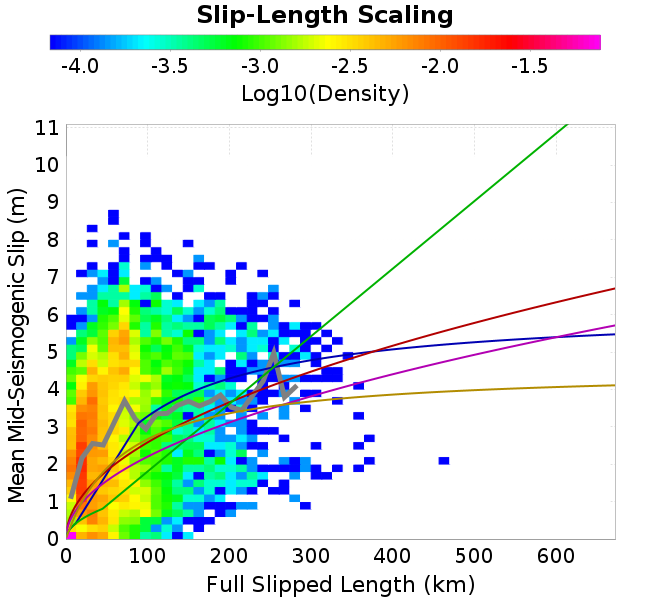 Slip-Length Scaling
-4.0 -3.5 -3.0 -2.5 -2.0 -1.5
Log10(Density)
11
10
9
8
7
6
5
4
3
2
1
0
Mean Mid-Seismogenic Slip (m)
0 100 200 300 400 500 600
Full Slipped Length (km)